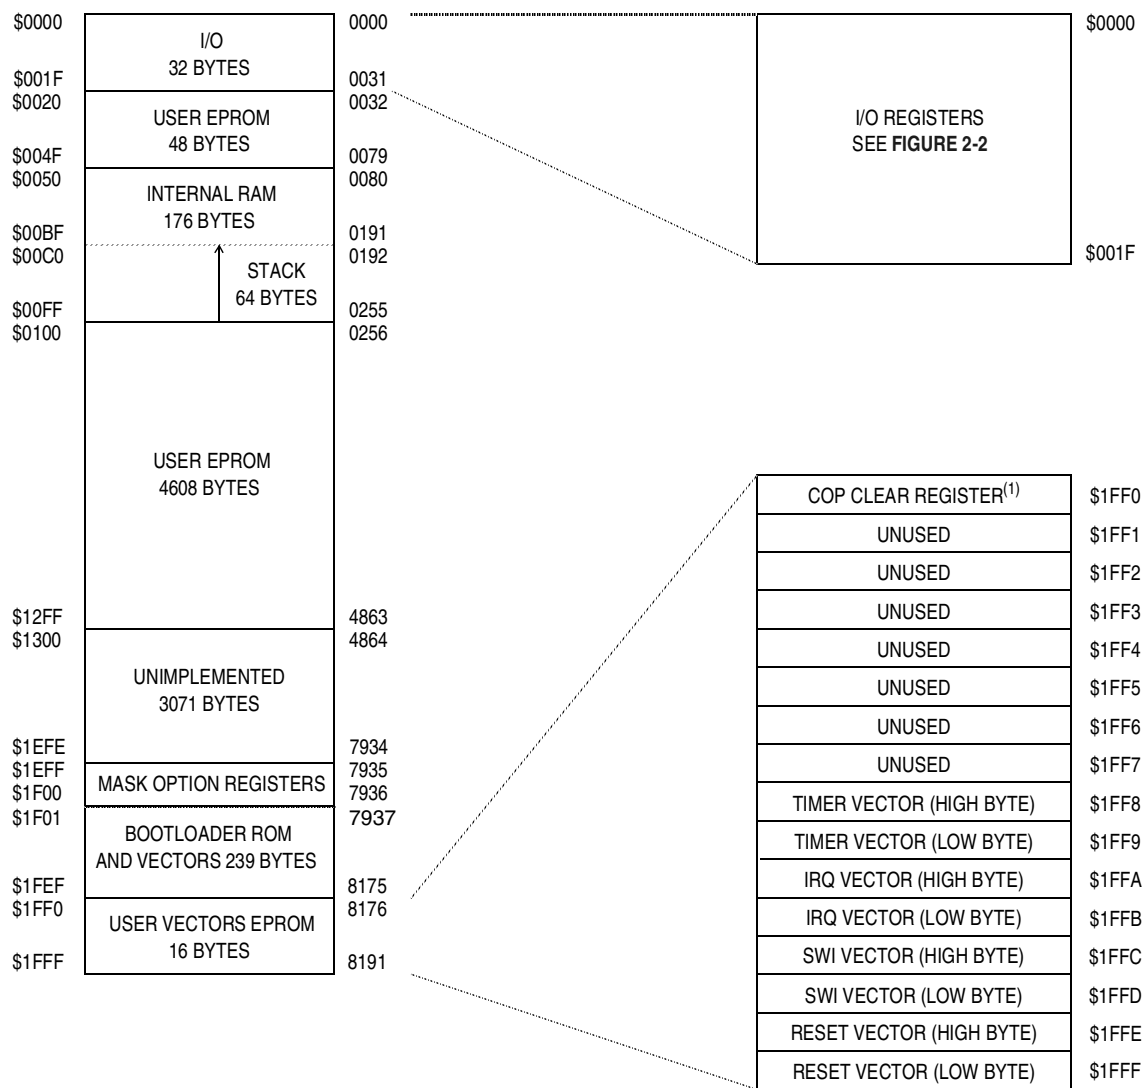 $0000
I/O
32 BYTES
0000
$001F
0031
$0020
0032
USER EPROM
48 BYTES
$004F
0079
$0050
0080
INTERNAL RAM
176 BYTES
$00BF
0191
$00C0
0192
STACK
64 BYTES
$00FF
0255
$0100
0256
USER EPROM
4608 BYTES
$12FF
4863
$1300
4864
UNIMPLEMENTED
3071 BYTES
$1EFE
7934
$1EFF
7935
MASK OPTION REGISTERS
$1F00
7936
$1F01
7937
BOOTLOADER ROM
AND VECTORS 239 BYTES
$1FEF
8175
$1FF0
8176
USER VECTORS EPROM
16 BYTES
$1FFF
8191
$0000
I/O REGISTERS
SEE FIGURE 2-2
$001F
COP CLEAR REGISTER(1) $1FF0
UNUSED $1FF1
UNUSED $1FF2
UNUSED $1FF3
UNUSED $1FF4
UNUSED $1FF5
UNUSED $1FF6
UNUSED $1FF7
TIMER VECTOR (HIGH BYTE) $1FF8
TIMER VECTOR (LOW BYTE) $1FF9
IRQ VECTOR (HIGH BYTE) $1FFA
IRQ VECTOR (LOW BYTE) $1FFB
SWI VECTOR (HIGH BYTE) $1FFC
SWI VECTOR (LOW BYTE) $1FFD
RESET VECTOR (HIGH BYTE) $1FFE
RESET VECTOR (LOW BYTE) $1FFF